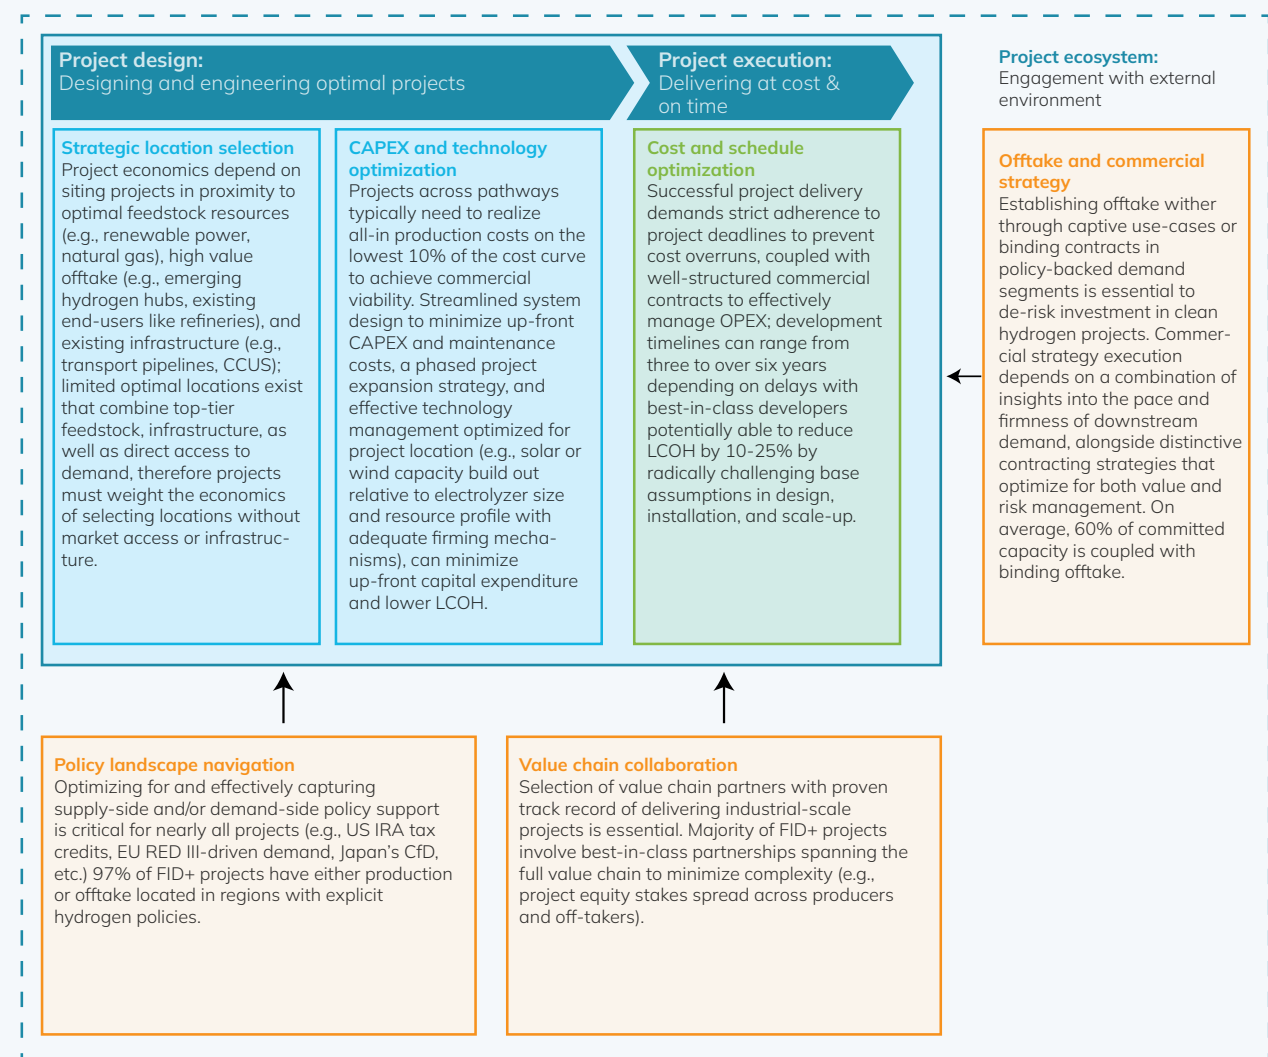 Project design:
Designing and engineering optimal projects
Project execution:
Delivering at cost &
on time
Project ecosystem:
Engagement with external
environment
Strategic location selection
Project economics depend on
siting projects in proximity to
optimal feedstock resources
(e.g., renewable power,
natural gas), high value
offtake (e.g., emerging
hydrogen hubs, existing
end-users like refineries), and
existing infrastructure (e.g.,
transport pipelines, CCUS);
limited optimal locations exist
that combine top-tier
feedstock, infrastructure, as
well as direct access to
demand, therefore projects
must weight the economics
of selecting locations without
market access or infrastruc-
ture.
CAPEX and technology
optimization
Projects across pathways
typically need to realize
all-in production costs on the
lowest 10% of the cost curve
to achieve commercial
viability. Streamlined system
design to minimize up-front
CAPEX and maintenance
costs, a phased project
expansion strategy, and
effective technology
management optimized for
project location (e.g., solar or
wind capacity build out
relative to electrolyzer size
and resource profile with
adequate firming mecha-
nisms), can minimize
up-front capital expenditure
and lower LCOH.
Cost and schedule
optimization
Successful project delivery
demands strict adherence to
project deadlines to prevent
cost overruns, coupled with
well-structured commercial
contracts to effectively
manage OPEX; development
timelines can range from
three to over six years
depending on delays with
best-in-class developers
potentially able to reduce
LCOH by 10-25% by
radically challenging base
assumptions in design,
installation, and scale-up.
Offtake and commercial
strategy
Establishing offtake wither
through captive use-cases or
binding contracts in
policy-backed demand
segments is essential to
de-risk investment in clean
hydrogen projects. Commer-
cial strategy execution
depends on a combination of
insights into the pace and
firmness of downstream
demand, alongside distinctive
contracting strategies that
optimize for both value and
risk management. On
average, 60% of committed
capacity is coupled with
binding offtake.
Policy landscape navigation
Optimizing for and effectively capturing
supply-side and/or demand-side policy support
is critical for nearly all projects (e.g., US IRA tax
credits, EU RED III-driven demand, Japan's CfD,
etc.) 97% of FID+ projects have either production
or offtake located in regions with explicit
hydrogen policies.
Value chain collaboration
Selection of value chain partners with proven
track record of delivering industrial-scale
projects is essential. Majority of FID+ projects
involve best-in-class partnerships spanning the
full value chain to minimize complexity (e.g.,
project equity stakes spread across producers
and off-takers).